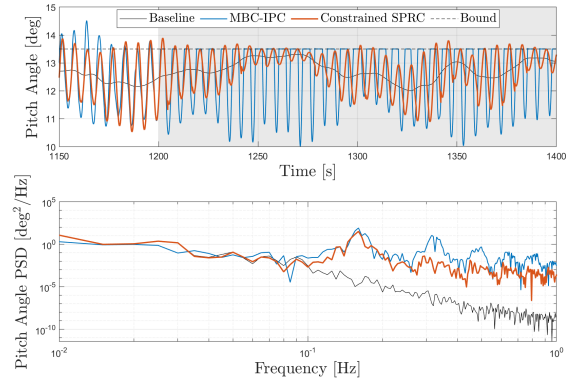 Baseline MBC-IPC Constrained SPRC Bound
Pitch Angle [deg]
15
14
13
12
11
10
1150 1200 1250 1300 1350 1400
Time [s]
Pitch Angle PSD [deg²/Hz]
10⁰
10⁻⁵
10⁻¹⁰
10⁻² 10⁻¹ 10⁰
Frequency [Hz]